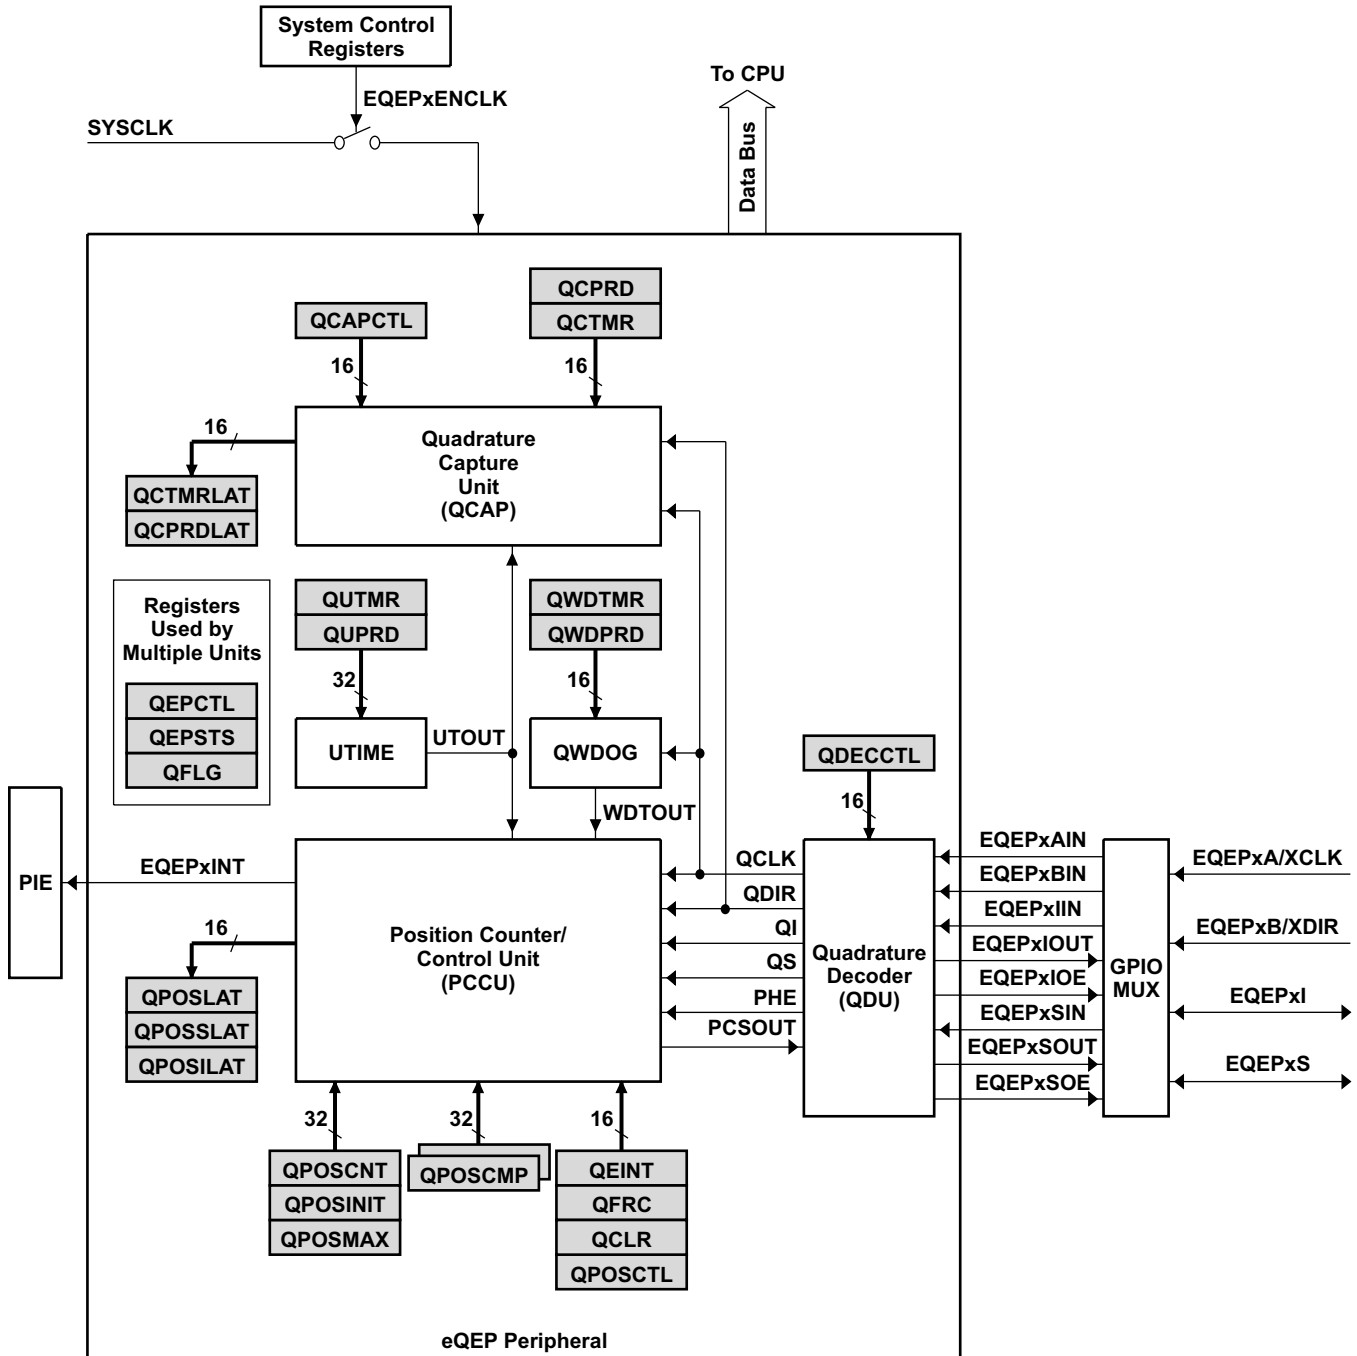 System Control
Registers
To CPU
EQEPxENCLK
SYSCLK
Data Bus
QCPRD
QCAPCTL
QCTMR
16
16
16
Quadrature
Capture
Unit
(QCAP)
QCTMRLAT
QCPRDLAT
Registers
Used by
Multiple Units
QEPCTL
QEPSTS
QFLG
QUTMR
QUPRD
QWDTMR
QWDPRD
32
16
UTIME
UTOUT
QWDOG
WDTOUT
QDECCTL
16
PIE
EQEPxINT
16
Position Counter/
Control Unit
(PCCU)
QCLK
QDIR
QI
QS
PHE
PCSOUT
Quadrature
Decoder
(QDU)
EQEPxAIN
EQEPxBIN
EQEPxIIN
EQEPxIOUT
EQEPxIOE
EQEPxSIN
EQEPxSOUT
EQEPxSOE
GPIO
MUX
EQEPxA/XCLK
EQEPxB/XDIR
EQEPxI
EQEPxS
QPOSLAT
QPOSSLAT
QPOSILAT
32
32
16
QPOSCNT
QPOSINIT
QPOSMAX
QPOSCMP
QEINT
QFRC
QCLR
QPOSCTL
eQEP Peripheral